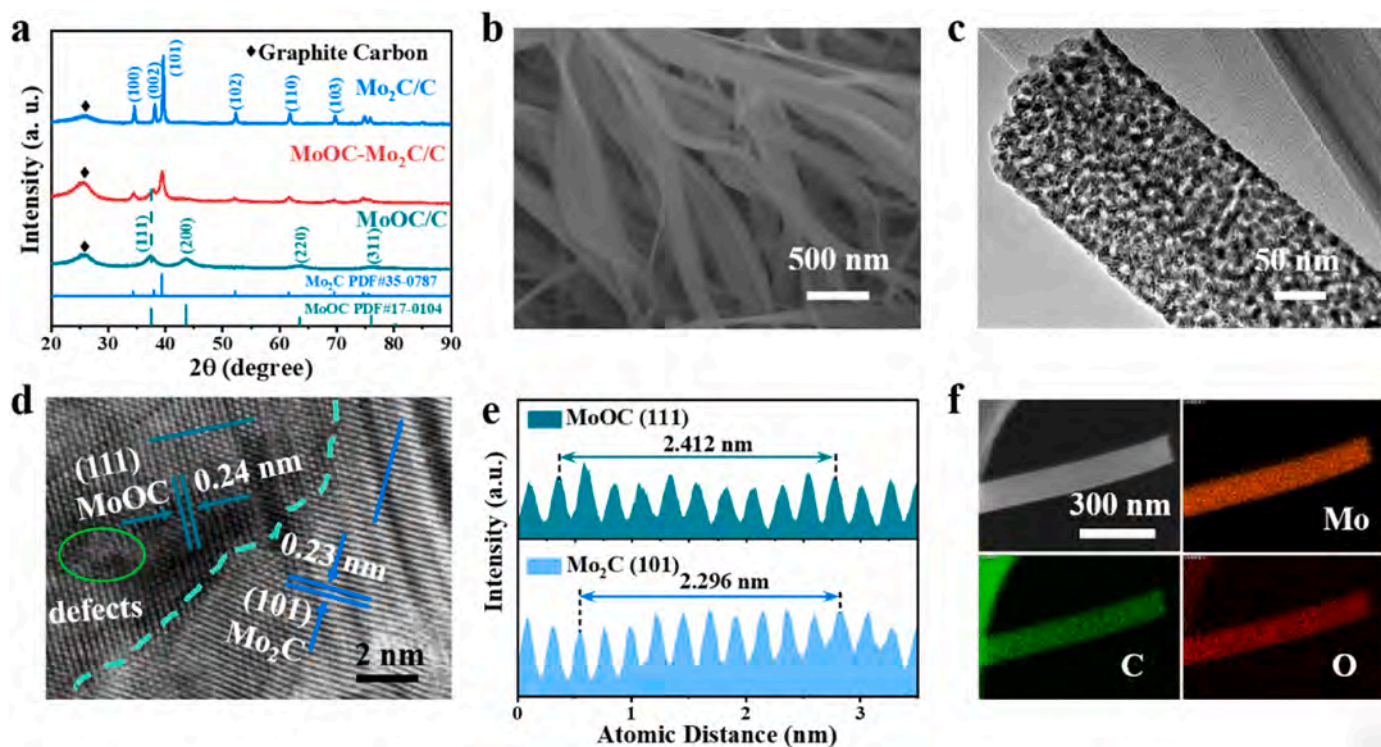 a
♦Graphite Carbon
(100)
(002)
(101)
(102)
(110)
(103)
Mo₂C/C
MoOC-Mo₂C/C
MoOC/C
(111)
(200)
(220)
(311)
Mo₂C PDF#35-0787
MoOC PDF#17-0104
20 30 40 50 60 70 80 90
2θ (degree)
Intensity (a. u.)
b
500 nm
c
50 nm
d
(111)
MoOC
0.24 nm
0.23 nm
(101)
Mo₂C
defects
2 nm
e
MoOC (111)
2.412 nm
Mo₂C (101)
2.296 nm
0 1 2 3
Atomic Distance (nm)
Intensity (a.u.)
f
300 nm
Mo
C
O